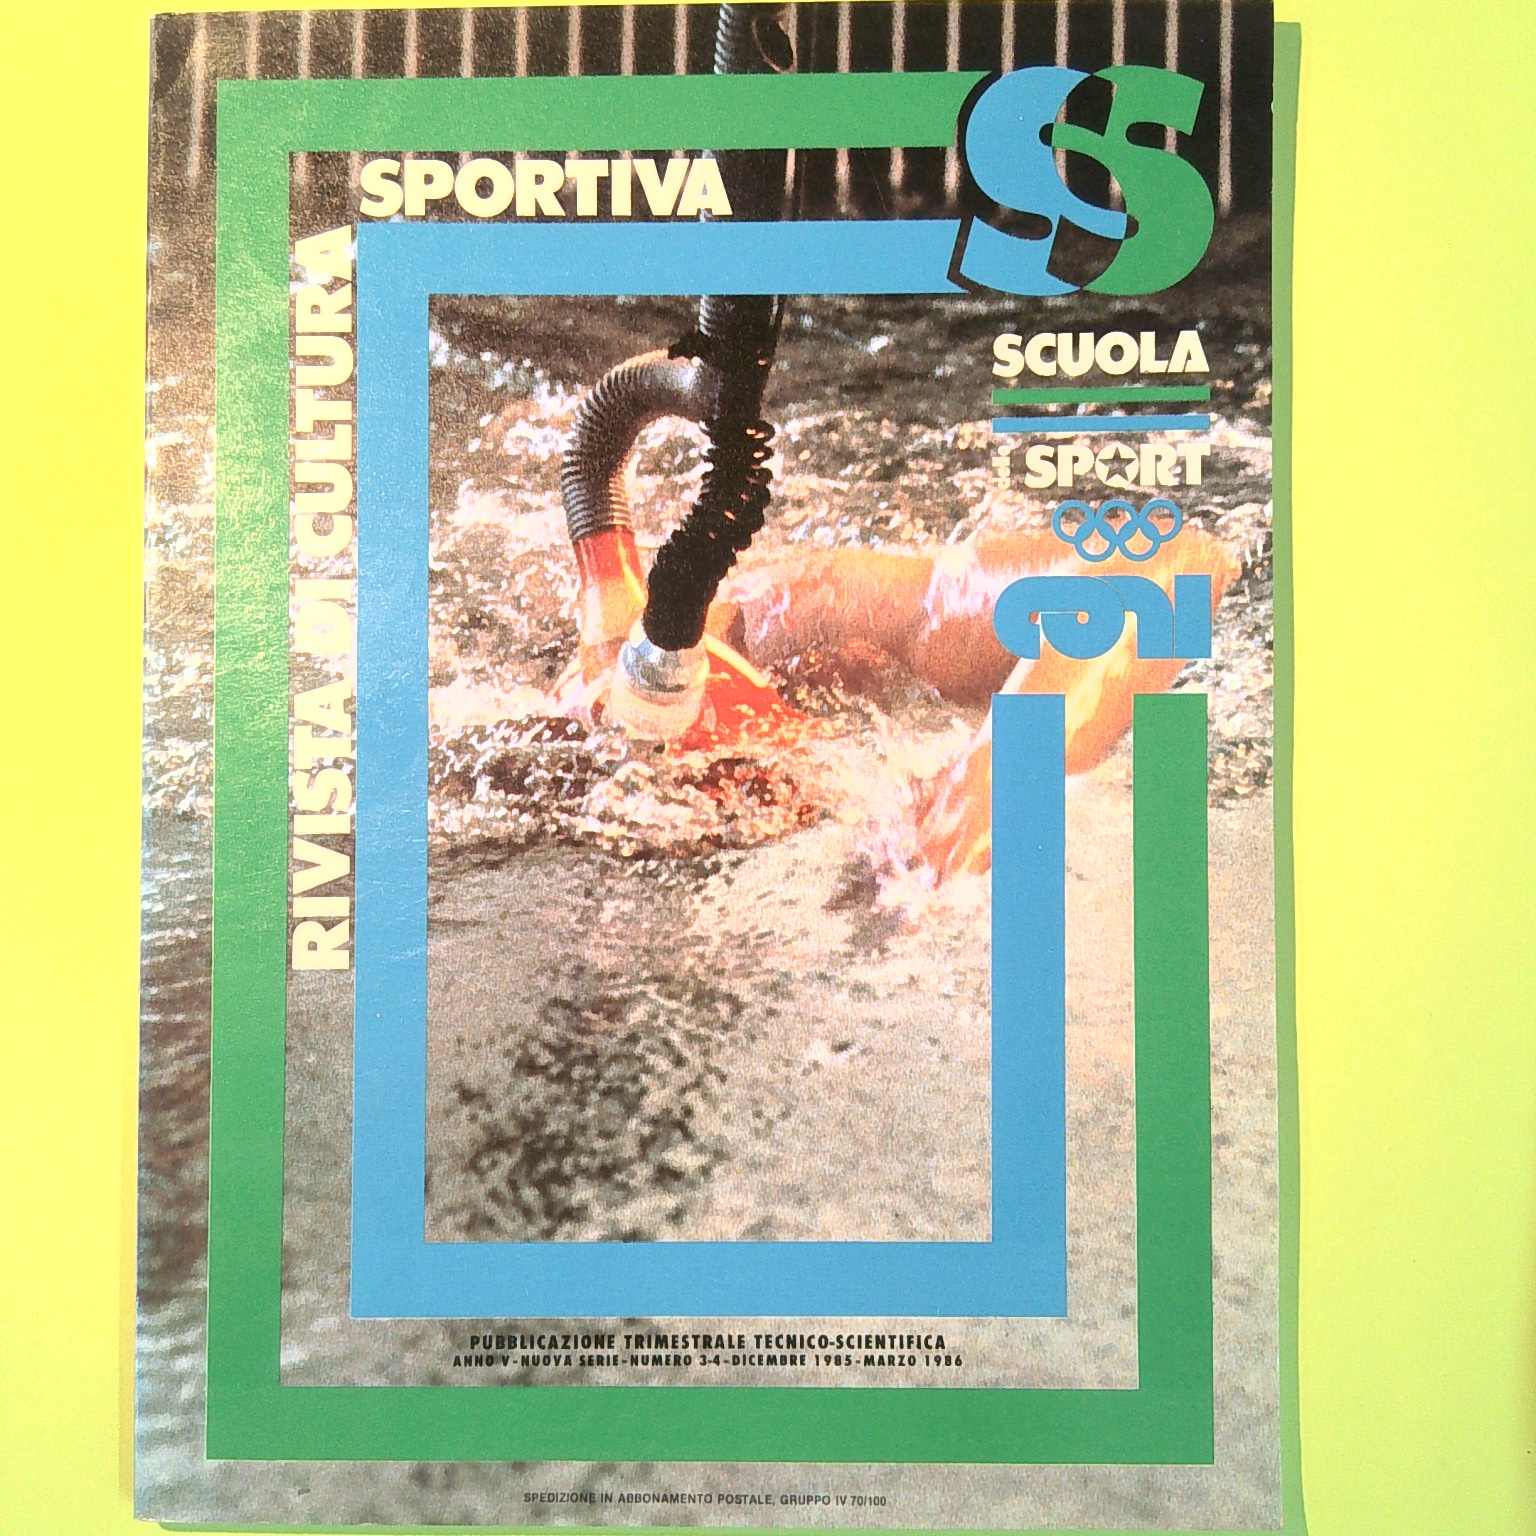 SS
RIVISTA DI CULTURA
SPORTIVA
SCUOLA
dello SPORT
PUBBLICAZIONE TRIMESTRALE TECNICO-SCIENTIFICA
ANNO V-NUOVA SERIE-NUMERO 3-4-DICEMBRE 1985-MARZO 1986
SPEDIZIONE IN ABBONAMENTO POSTALE, GRUPPO IV 70/100